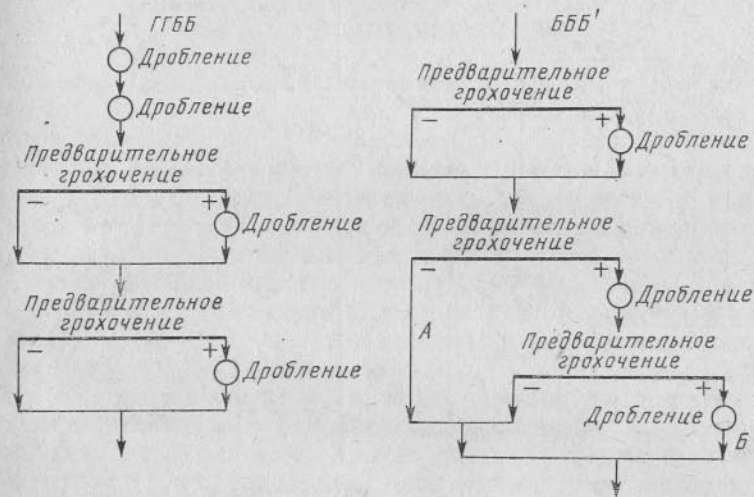 ГГББ
Дробление
Дробление
Предварительное
грохочение
− +
Дробление
Предварительное
грохочение
− +
Дробление
БББ'
Предварительное
грохочение
− +
Дробление
Предварительное
грохочение
− +
Дробление
А
Предварительное
грохочение
− +
Дробление
Б